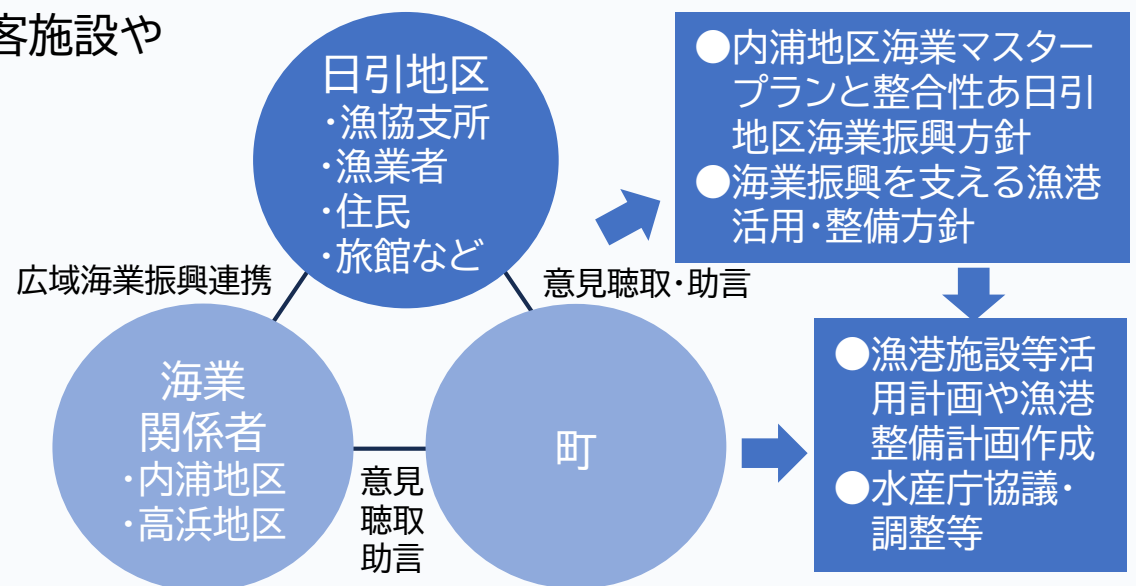 客施設や
日引地区
・漁協支所
・漁業者
・住民
・旅館など
●内浦地区海業マスター
プランと整合性あ日引
地区海業振興方針
●海業振興を支える漁港
活用・整備方針
広域海業振興連携
意見聴取・助言
海業
関係者
・内浦地区
・高浜地区
意見
聴取
助言
町
●漁港施設等活
用計画や漁港
整備計画作成
●水産庁協議・
調整等